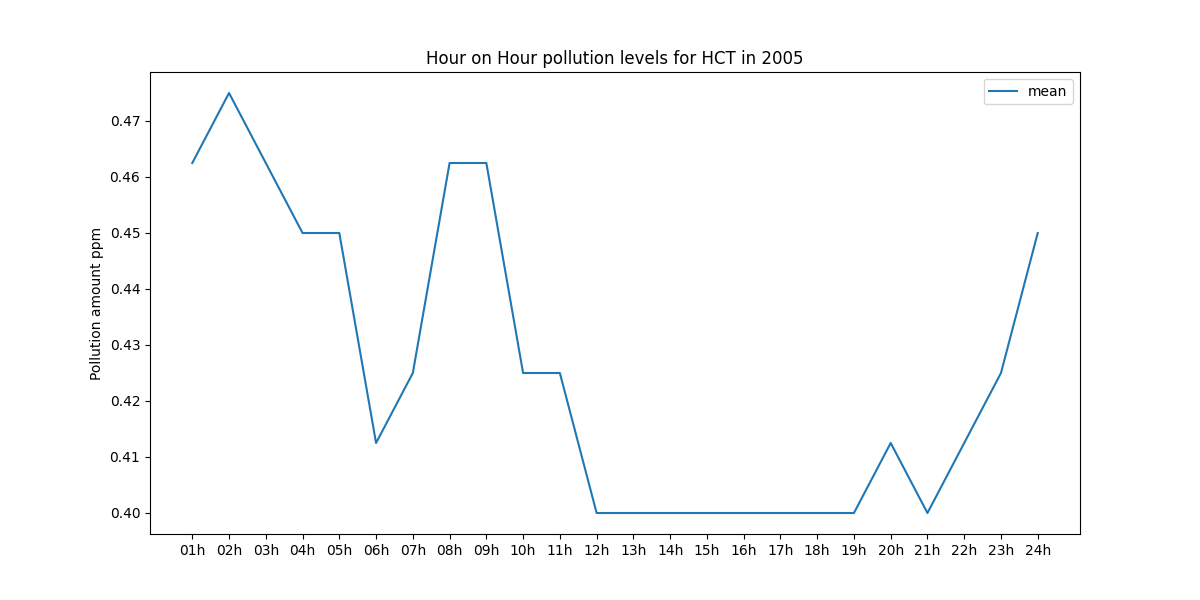 Hour on Hour pollution levels for HCT in 2005
mean
Pollution amount ppm
0.47
0.46
0.45
0.44
0.43
0.42
0.41
0.40
01h 02h 03h 04h 05h 06h 07h 08h 09h 10h 11h 12h 13h 14h 15h 16h 17h 18h 19h 20h 21h 22h 23h 24h